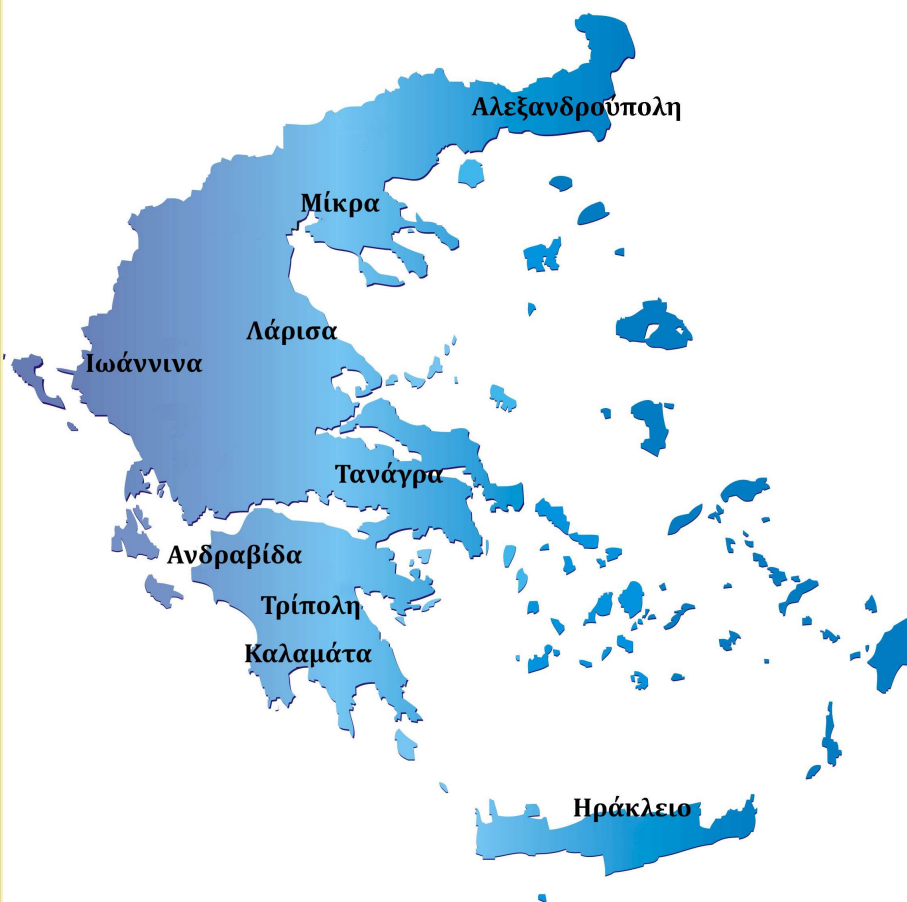 Αλεξανδρούπολη
Μίκρα
Λάρισα
Ιωάννινα
Τανάγρα
Ανδραβίδα
Τρίπολη
Καλαμάτα
Ηράκλειο